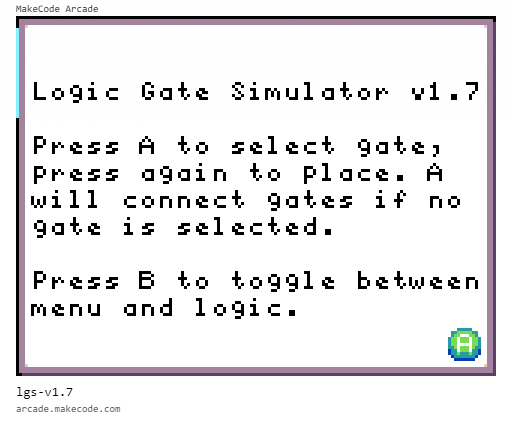 MakeCode Arcade
Logic Gate Simulator v1.7
Press A to select gate,
press again to place. A
will connect gates if no
gate is selected.
Press B to toggle between
menu and logic.
A
lgs-v1.7
arcade.makecode.com